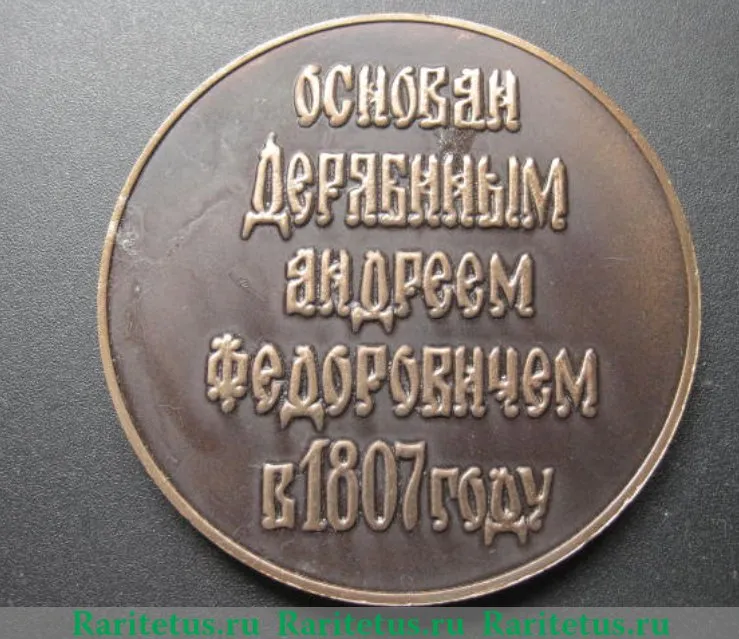 ОСНОВАН
ДЕРЯБИНЫМ
АНДРЕЕМ
ФЕДОРОВИЧЕМ
В 1807 ГОДУ
Raritetus.ru Raritetus.ru Raritetus.ru